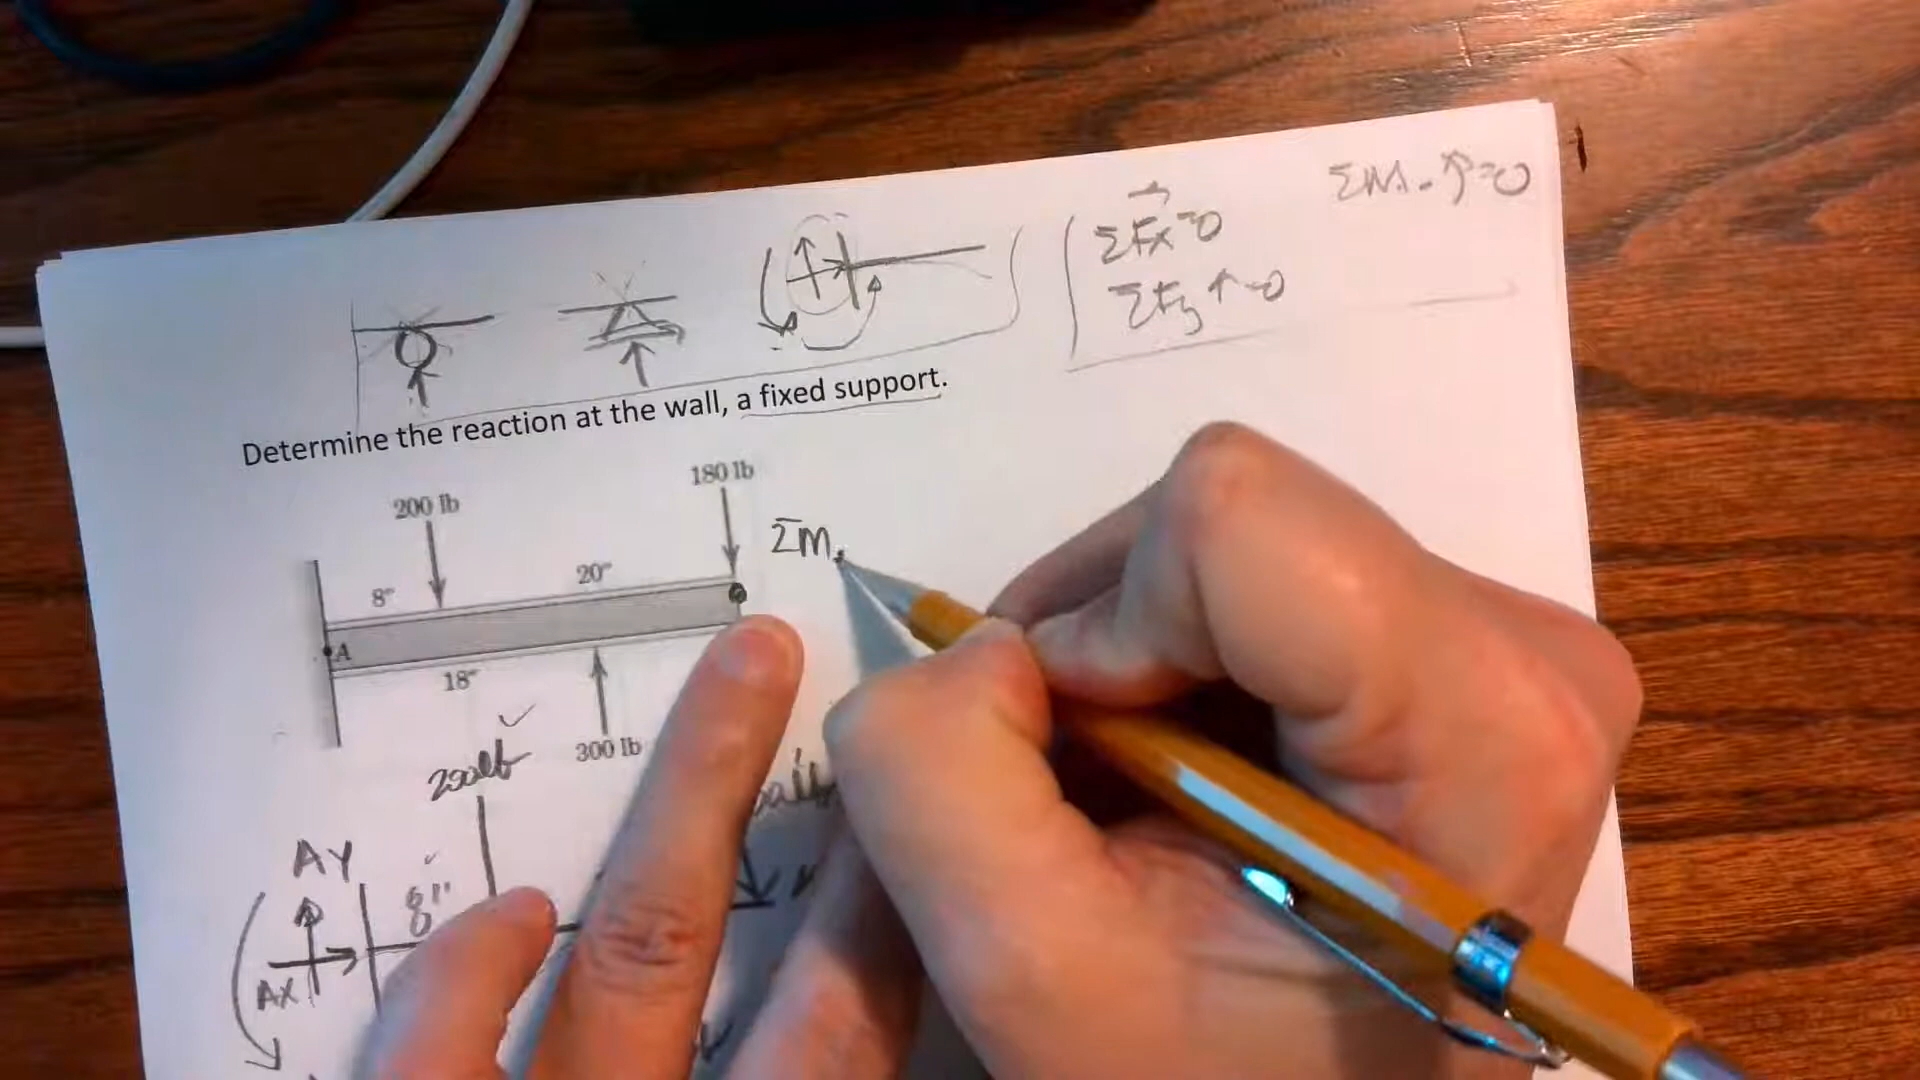 ΣM. ↑=0
ΣFx=0
ΣFy↑=0
Determine the reaction at the wall, a fixed support.
180 lb
200 lb
ΣM.
20"
8"
A
18"
300 lb
200lb
AY
8"
AX